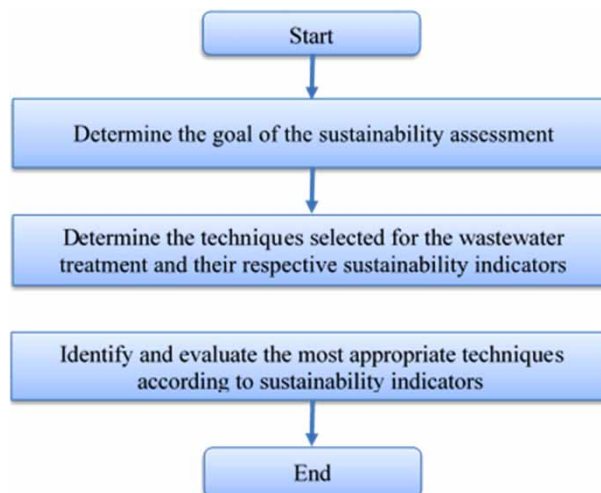 Start
Determine the goal of the sustainability assessment
Determine the techniques selected for the wastewater
treatment and their respective sustainability indicators
Identify and evaluate the most appropriate techniques
according to sustainability indicators
End